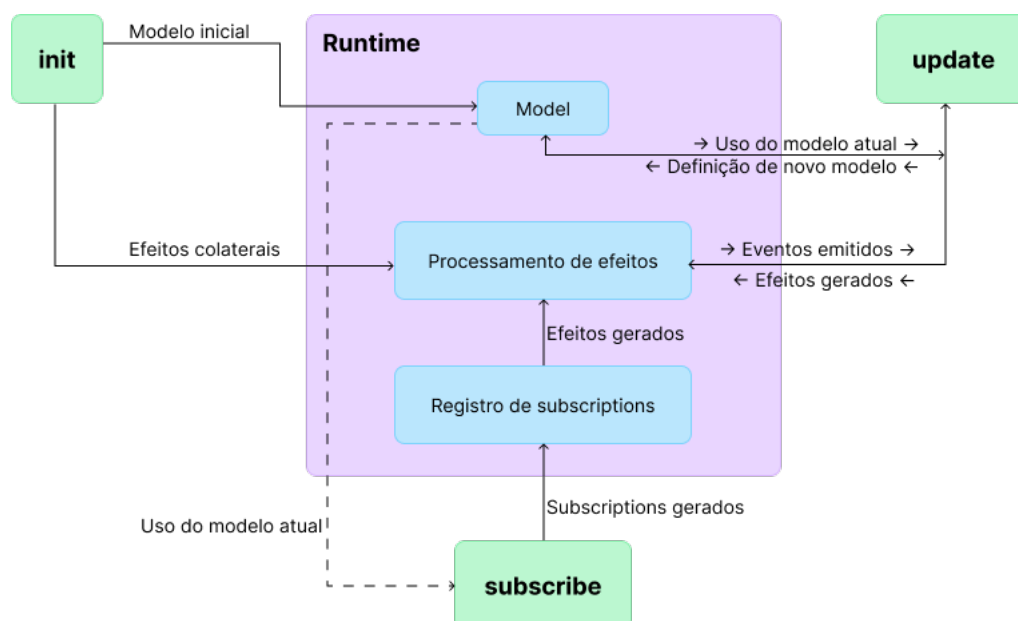 Modelo inicial
init
Runtime
update
Model
→ Uso do modelo atual →
← Definição de novo modelo ←
Efeitos colaterais
Processamento de efeitos
→ Eventos emitidos →
← Efeitos gerados ←
Efeitos gerados
Registro de subscriptions
Subscriptions gerados
Uso do modelo atual
subscribe